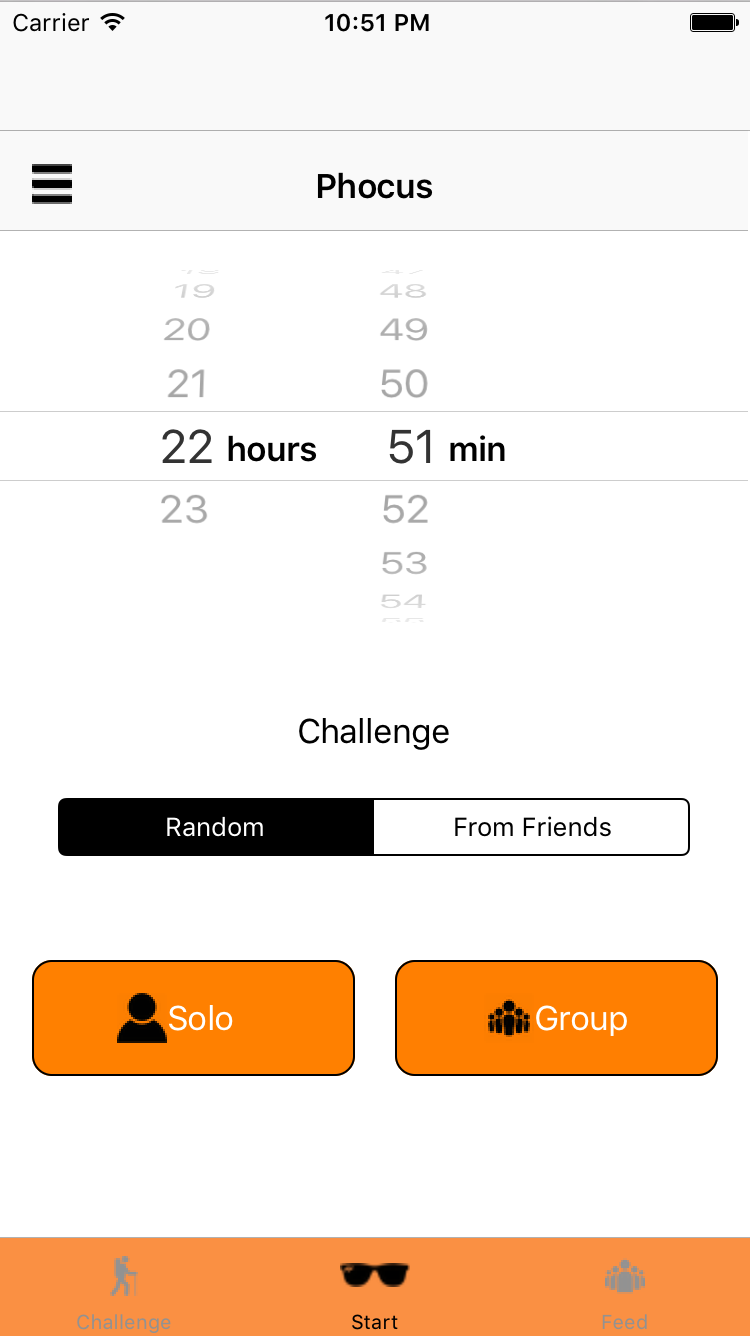 Carrier 10:51 PM
Phocus
19 48
20 49
21 50
22 hours 51 min
23 52
53
54
Challenge
Random From Friends
Solo Group
Challenge Start Feed